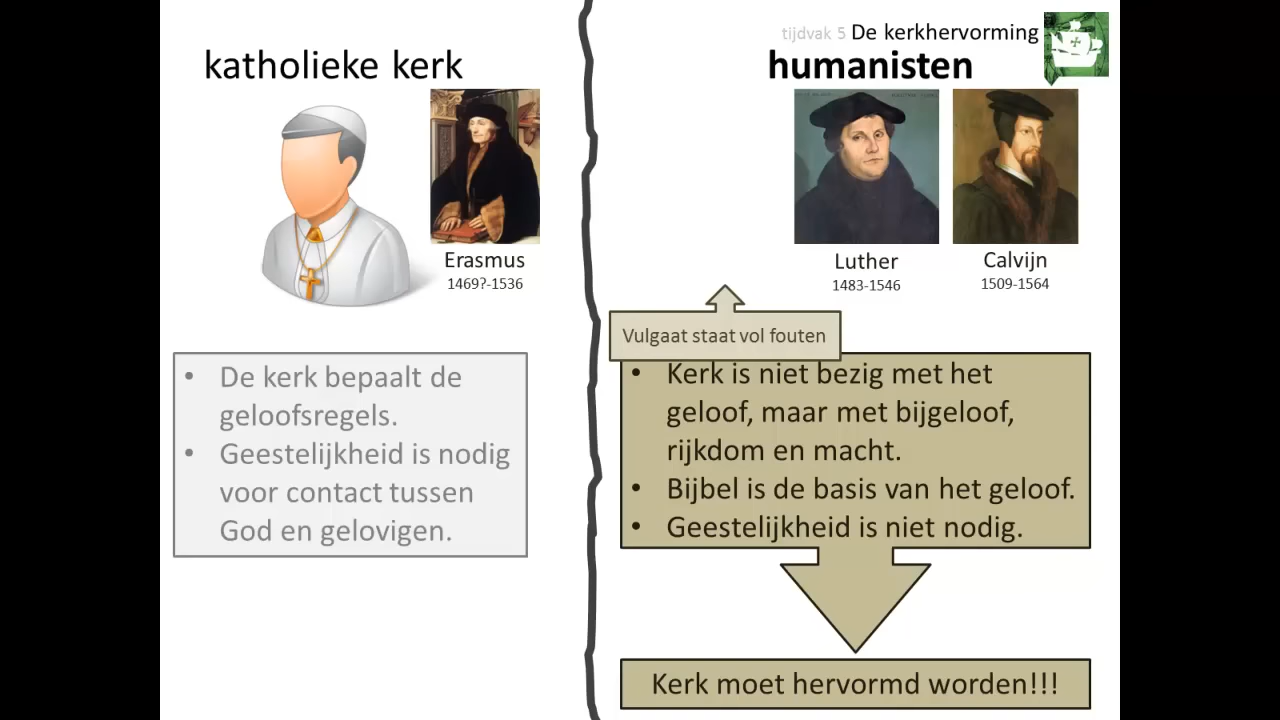 tijdvak 5 De kerkhervorming
katholieke kerk
humanisten
Erasmus
1469?-1536
Luther
1483-1546
Calvijn
1509-1564
Vulgaat staat vol fouten
• De kerk bepaalt de
geloofsregels.
• Geestelijkheid is nodig
voor contact tussen
God en gelovigen.
• Kerk is niet bezig met het
geloof, maar met bijgeloof,
rijkdom en macht.
• Bijbel is de basis van het geloof.
• Geestelijkheid is niet nodig.
Kerk moet hervormd worden!!!